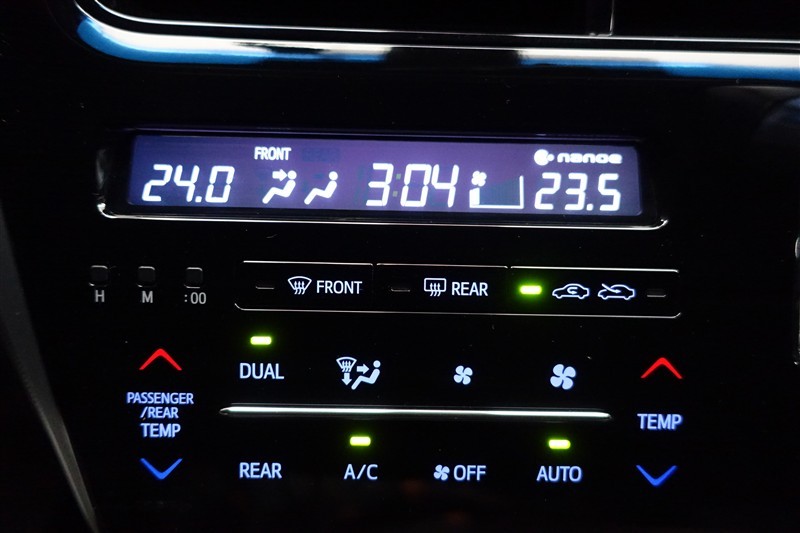 FRONT
nanoe
24.0 3:04 23.5
FRONT REAR
H M :00
DUAL
PASSENGER
/REAR
TEMP
TEMP
REAR A/C OFF AUTO